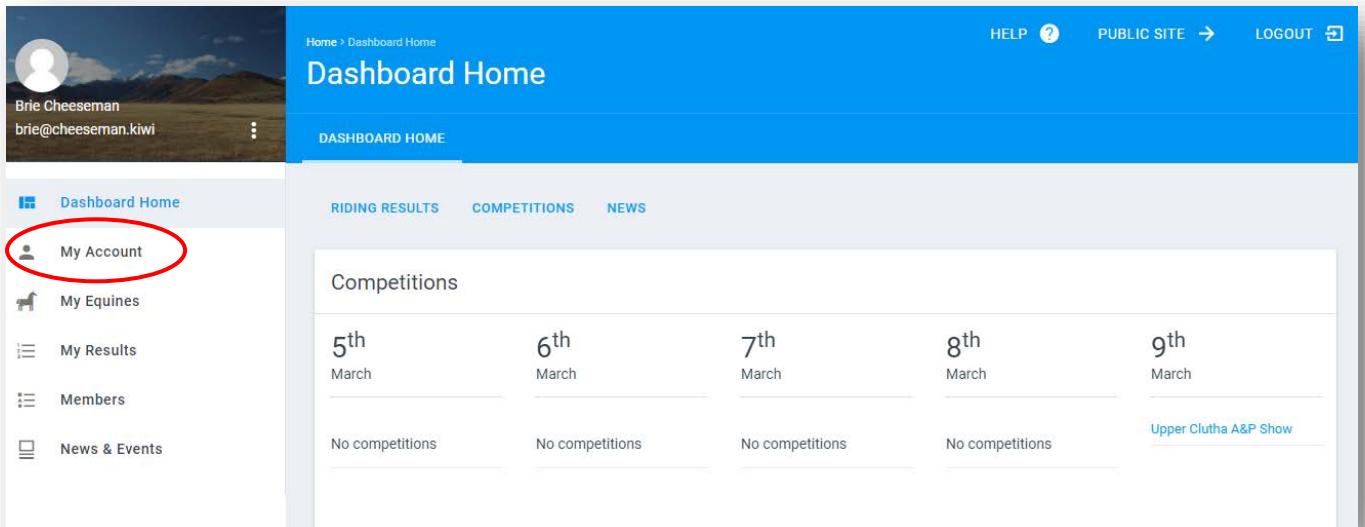 Brie Cheeseman
brie@cheeseman.kiwi
Dashboard Home
My Account
My Equines
My Results
Members
News & Events
HELP ? PUBLIC SITE → LOGOUT
Home > Dashboard Home
Dashboard Home
DASHBOARD HOME
RIDING RESULTS COMPETITIONS NEWS
Competitions
5th 6th 7th 8th 9th
March March March March March
No competitions No competitions No competitions No competitions Upper Clutha A&P Show